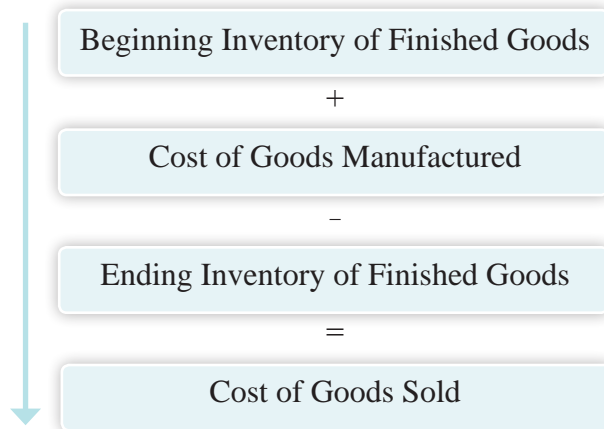 Beginning Inventory of Finished Goods
+
Cost of Goods Manufactured
-
Ending Inventory of Finished Goods
=
Cost of Goods Sold